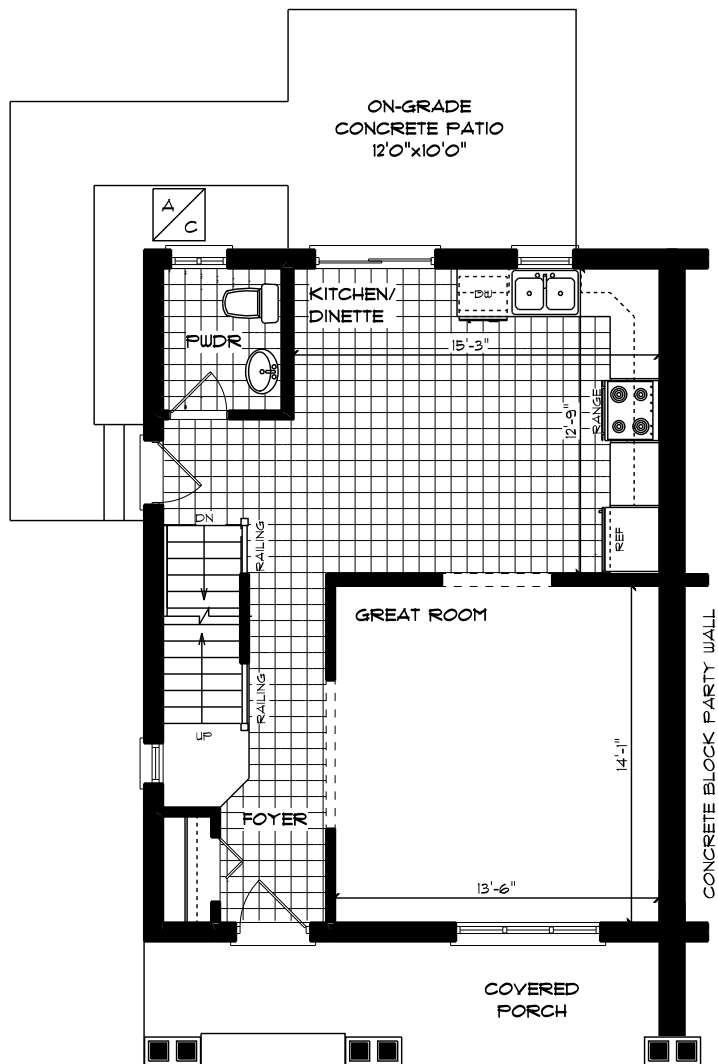 ON-GRADE
CONCRETE PATIO
12'0"x10'0"
A
C
KITCHEN/
DINETTE
DW
PWDR
15'-3"
RANGE
12'-9"
DN
RAILING
REF
GREAT ROOM
RAILING
UP
14'-1"
CONCRETE BLOCK PARTY WALL
FOYER
13'-6"
COVERED
PORCH